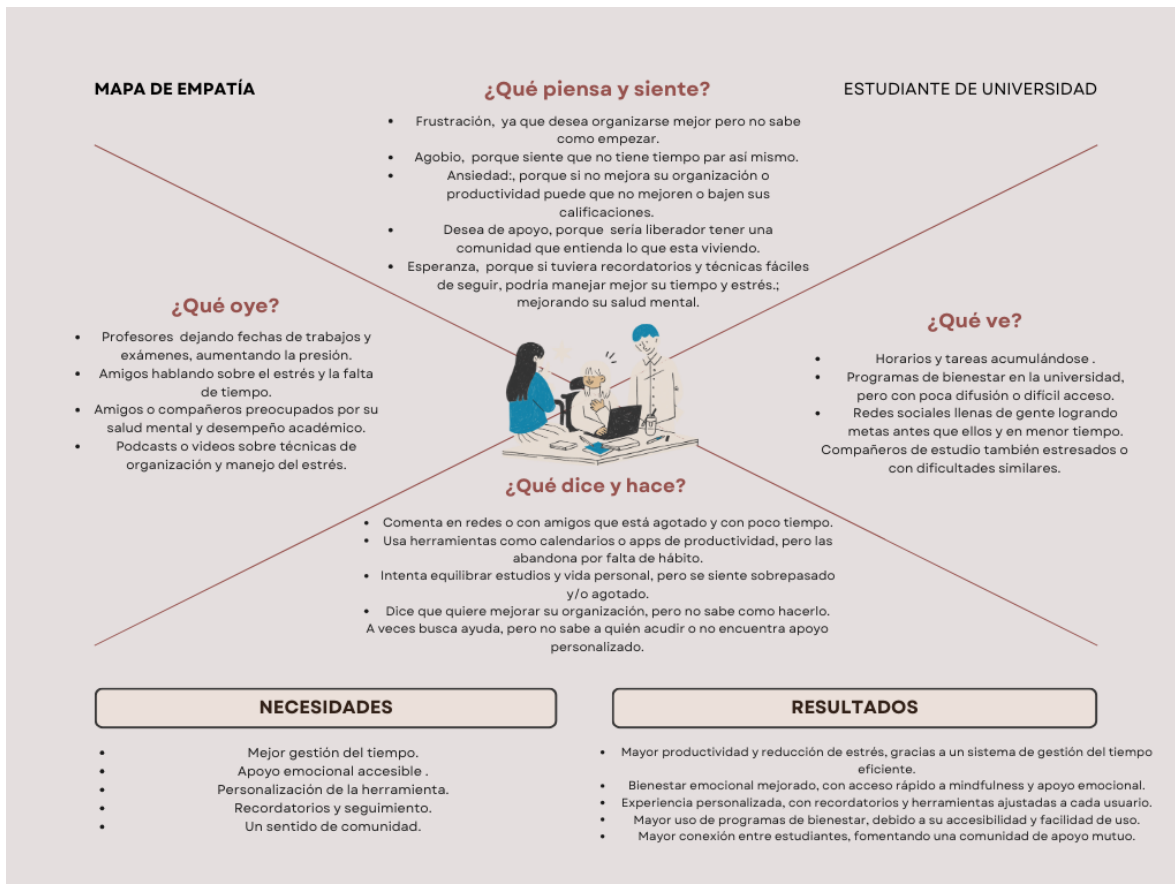 MAPA DE EMPATÍA
¿Qué piensa y siente?
ESTUDIANTE DE UNIVERSIDAD
• Frustración, ya que desea organizarse mejor pero no sabe
como empezar.
• Agobio, porque siente que no tiene tiempo par así mismo.
• Ansiedad:, porque si no mejora su organización o
productividad puede que no mejoren o bajen sus
calificaciones.
• Desea de apoyo, porque sería liberador tener una
comunidad que entienda lo que esta viviendo.
• Esperanza, porque si tuviera recordatorios y técnicas fáciles
de seguir, podría manejar mejor su tiempo y estrés.;
mejorando su salud mental.
¿Qué oye?
• Profesores dejando fechas de trabajos y
exámenes, aumentando la presión.
• Amigos hablando sobre el estrés y la falta
de tiempo.
• Amigos o compañeros preocupados por su
salud mental y desempeño académico.
• Podcasts o videos sobre técnicas de
organización y manejo del estrés.
¿Qué ve?
• Horarios y tareas acumulándose .
• Programas de bienestar en la universidad,
pero con poca difusión o difícil acceso.
• Redes sociales llenas de gente logrando
metas antes que ellos y en menor tiempo.
Compañeros de estudio también estresados o
con dificultades similares.
¿Qué dice y hace?
• Comenta en redes o con amigos que está agotado y con poco tiempo.
• Usa herramientas como calendarios o apps de productividad, pero las
abandona por falta de hábito.
• Intenta equilibrar estudios y vida personal, pero se siente sobrepasado
y/o agotado.
• Dice que quiere mejorar su organización, pero no sabe como hacerlo.
A veces busca ayuda, pero no sabe a quién acudir o no encuentra apoyo
personalizado.
NECESIDADES
• Mejor gestión del tiempo.
• Apoyo emocional accesible .
• Personalización de la herramienta.
• Recordatorios y seguimiento.
• Un sentido de comunidad.
RESULTADOS
• Mayor productividad y reducción de estrés, gracias a un sistema de gestión del tiempo
eficiente.
• Bienestar emocional mejorado, con acceso rápido a mindfulness y apoyo emocional.
• Experiencia personalizada, con recordatorios y herramientas ajustadas a cada usuario.
• Mayor uso de programas de bienestar, debido a su accesibilidad y facilidad de uso.
• Mayor conexión entre estudiantes, fomentando una comunidad de apoyo mutuo.